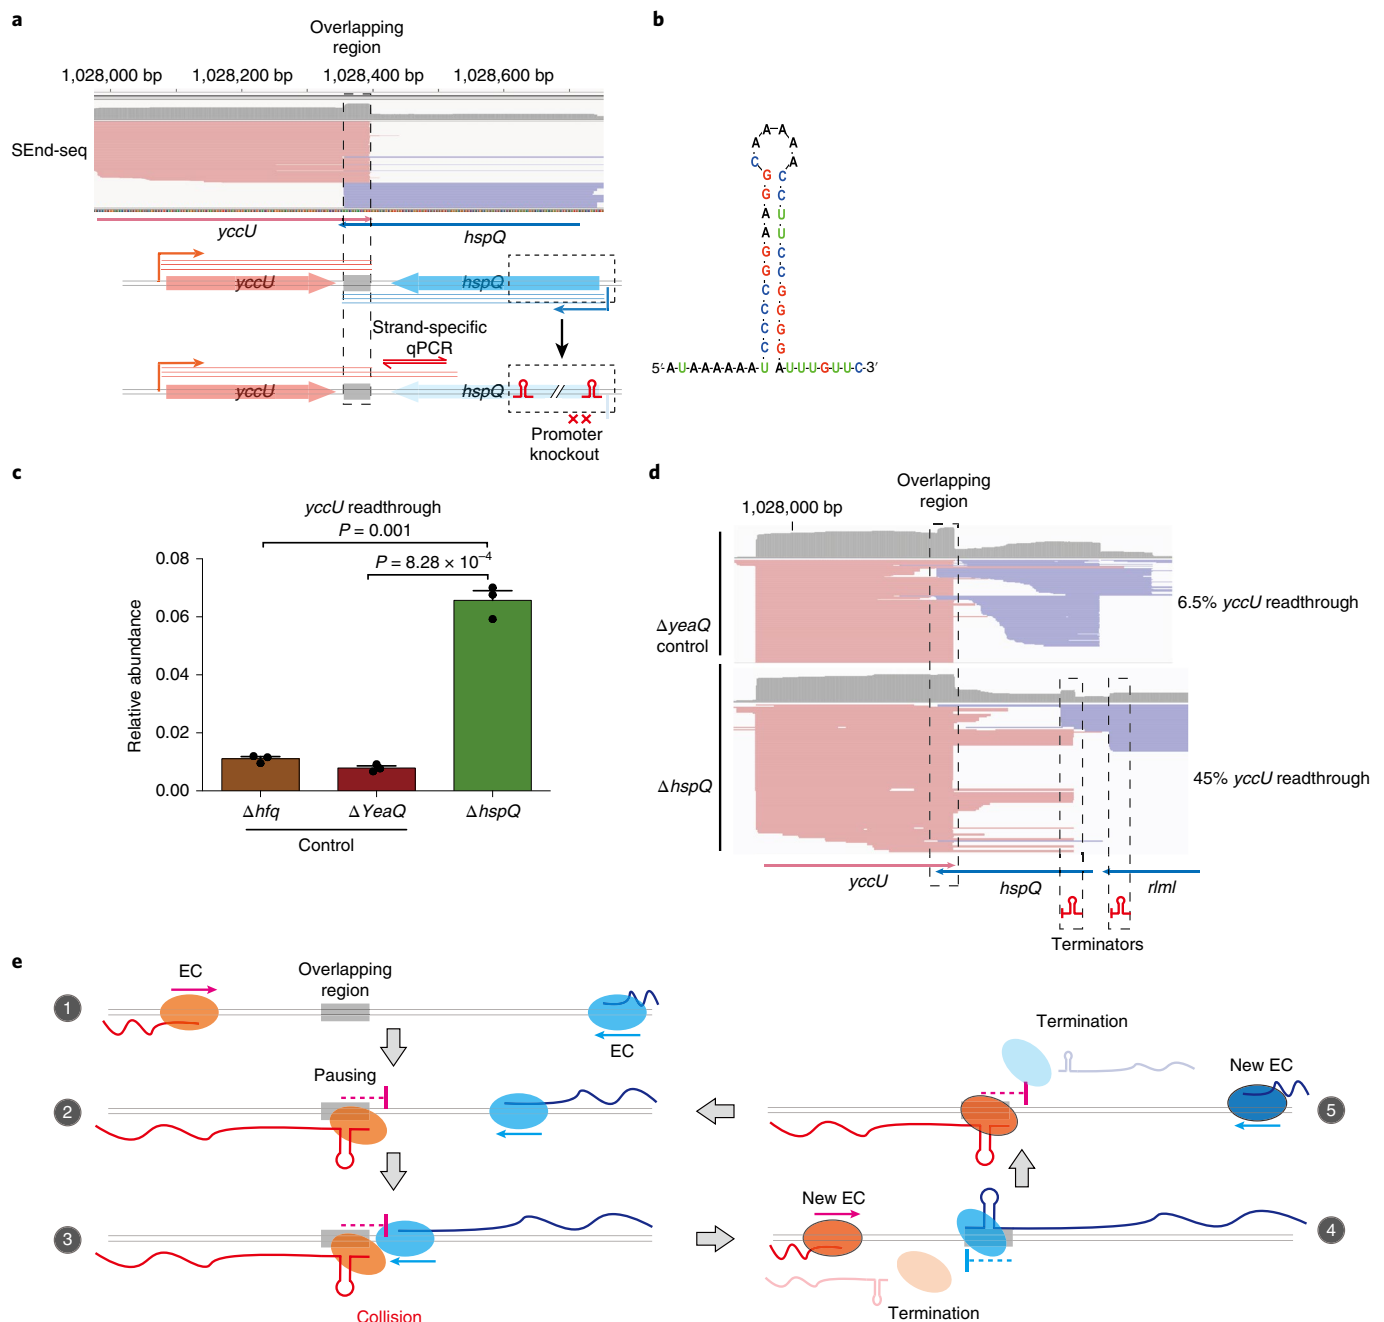 a
Overlapping
region
1,028,000 bp
1,028,200 bp
1,028,400 bp
1,028,600 bp
SEnd-seq
yccU
hspQ
yccU
hspQ
Strand-specific
qPCR
yccU
hspQ
Promoter
knockout
b
A A
A A
C A
G C
G C
A U
A U
G C
G C
C G
C G
C G
C G
5′-A-U-A-A-A-A-A-A-U A-U-U-U-G-U-U-C-3′
c
yccU readthrough
P = 0.001
P = 8.28 × 10⁻⁴
Relative abundance
0.08
0.06
0.04
0.02
0.00
Δhfq
ΔYeaQ
ΔhspQ
Control
d
Overlapping
region
1,028,000 bp
ΔyeaQ
control
6.5% yccU readthrough
ΔhspQ
45% yccU readthrough
yccU
hspQ
rlmI
Terminators
e
1
EC
Overlapping
region
EC
2
Pausing
3
Collision
4
New EC
Termination
5
Termination
New EC